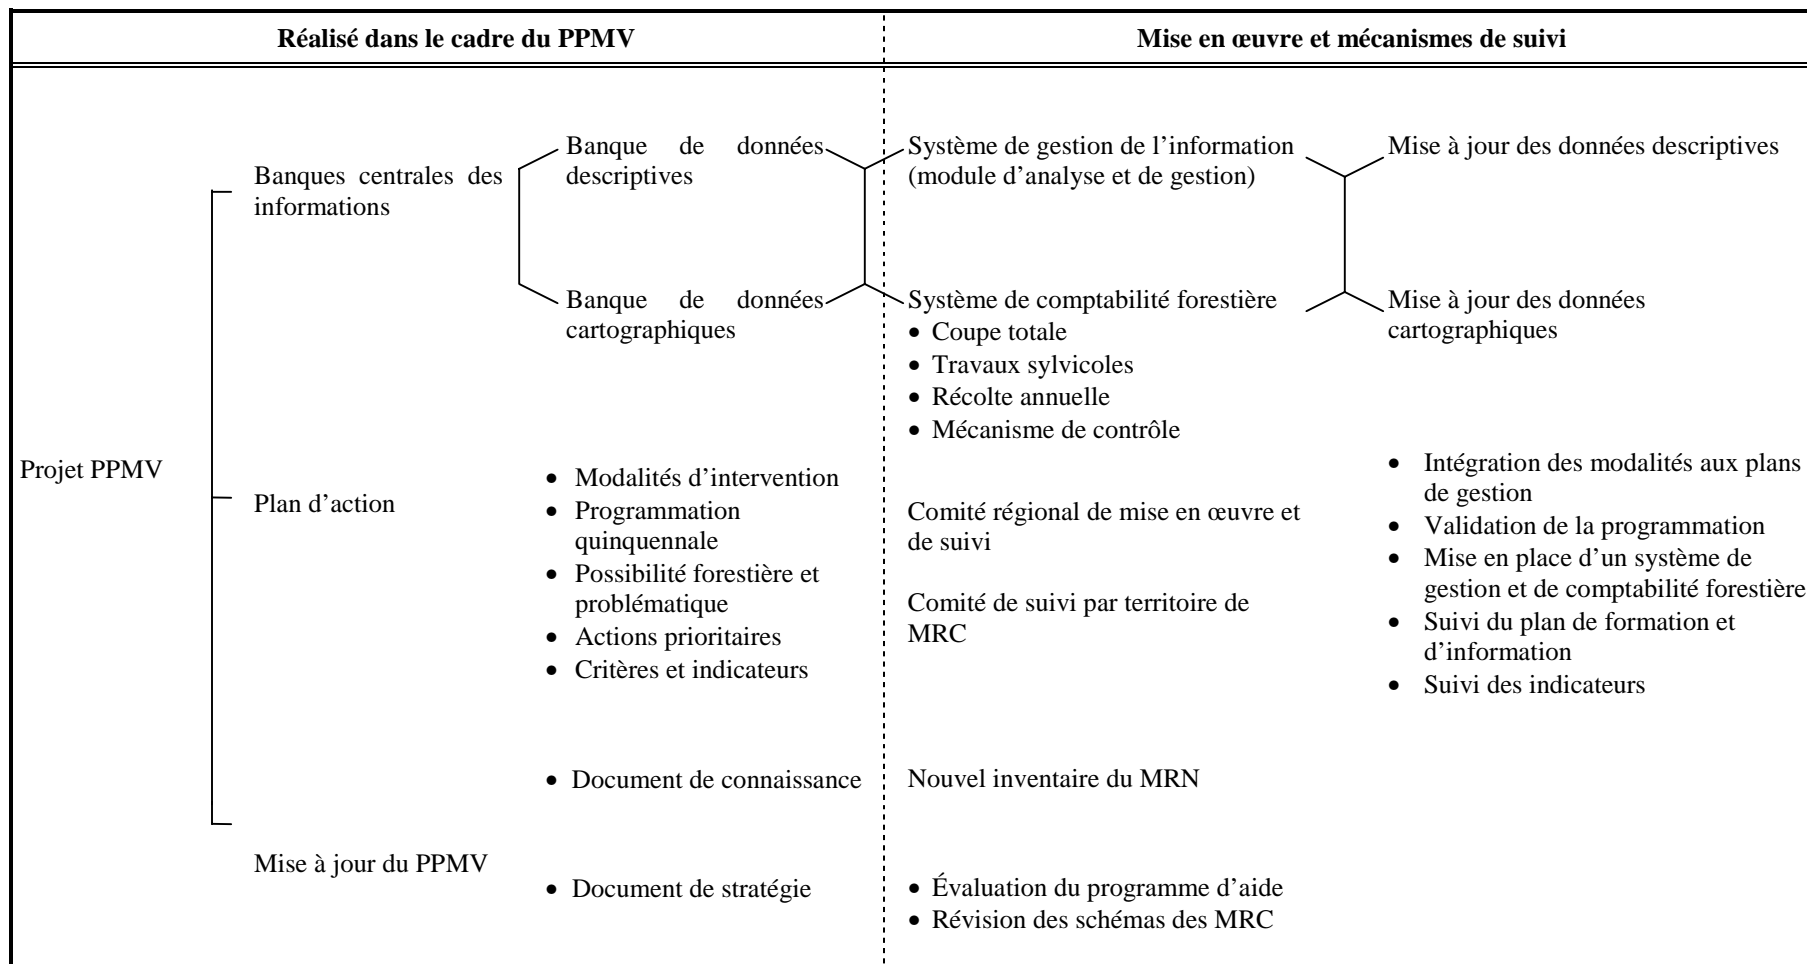 Réalisé dans le cadre du PPMV
Mise en œuvre et mécanismes de suivi
Projet PPMV
Banques centrales des
informations
Banque de données
descriptives
Banque de données
cartographiques
Système de gestion de l’information
(module d’analyse et de gestion)
Système de comptabilité forestière
• Coupe totale
• Travaux sylvicoles
• Récolte annuelle
• Mécanisme de contrôle
Mise à jour des données descriptives
Mise à jour des données
cartographiques
Plan d’action
• Modalités d’intervention
• Programmation
quinquennale
• Possibilité forestière et
problématique
• Actions prioritaires
• Critères et indicateurs
Comité régional de mise en œuvre et
de suivi
Comité de suivi par territoire de
MRC
• Intégration des modalités aux plans
de gestion
• Validation de la programmation
• Mise en place d’un système de
gestion et de comptabilité forestière
• Suivi du plan de formation et
d’information
• Suivi des indicateurs
Mise à jour du PPMV
• Document de connaissance
Nouvel inventaire du MRN
• Document de stratégie
• Évaluation du programme d’aide
• Révision des schémas des MRC